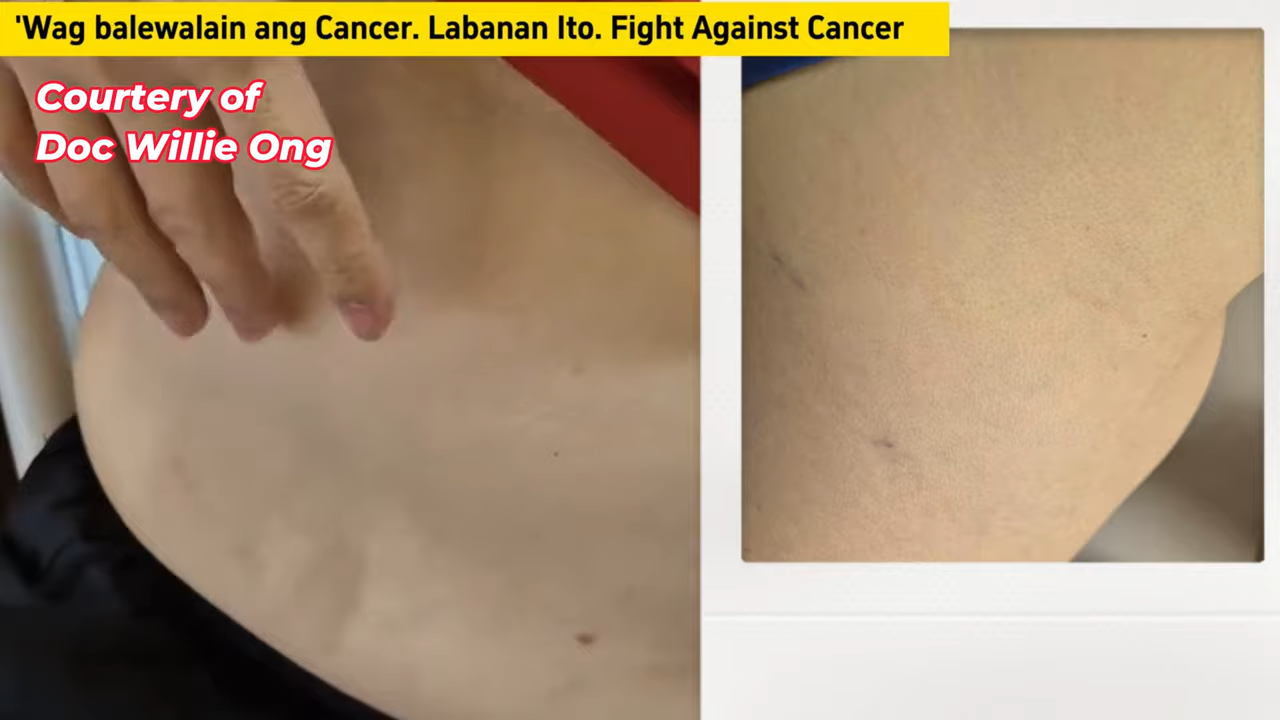 'Wag balewalain ang Cancer. Labanan Ito. Fight Against Cancer
Courtery of
Doc Willie Ong